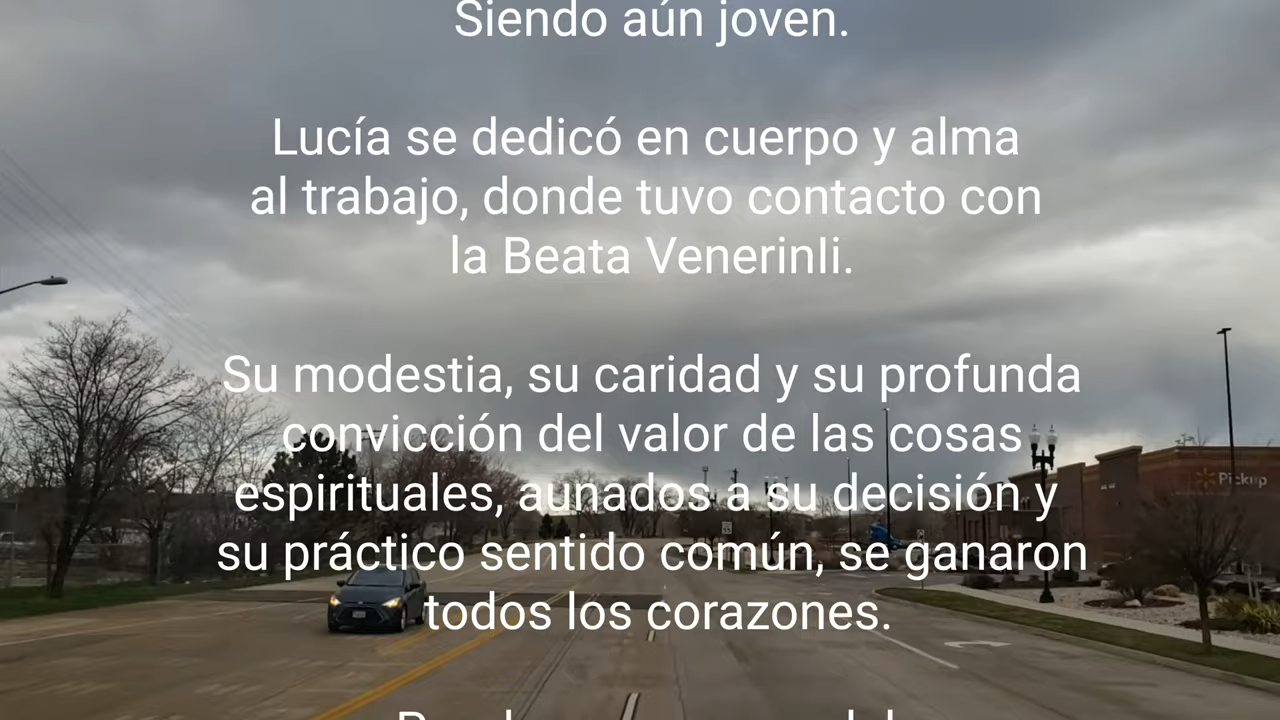 Siendo aún joven.
Lucía se dedicó en cuerpo y alma
al trabajo, donde tuvo contacto con
la Beata VenerinIi.
Su modestia, su caridad y su profunda
convicción del valor de las cosas
espirituales, aunados a su decisión y
su práctico sentido común, se ganaron
todos los corazones.
Pickup